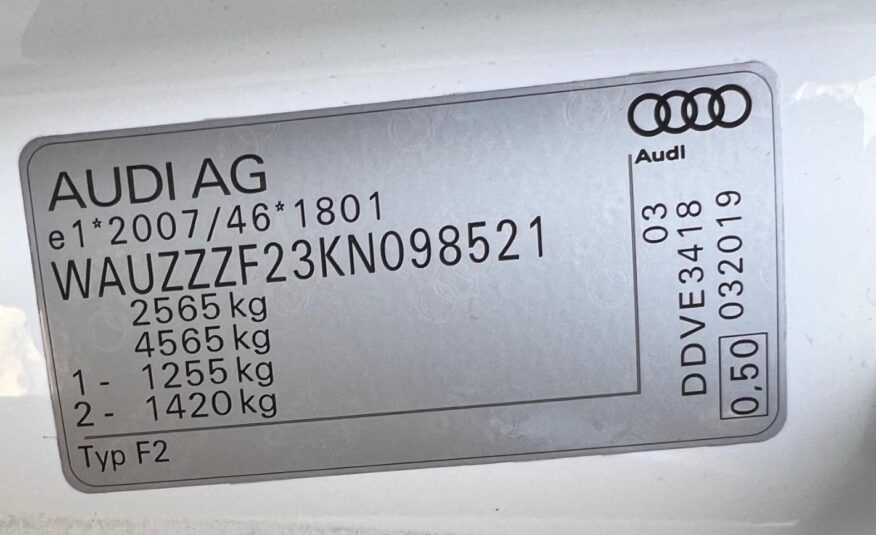 AUDI AG
e1*2007/46*1801
WAUZZZF23KN098521
2565 kg
4565 kg
1 - 1255 kg
2 - 1420 kg
Typ F2
Audi
03
DDVE3418
032019
0,50